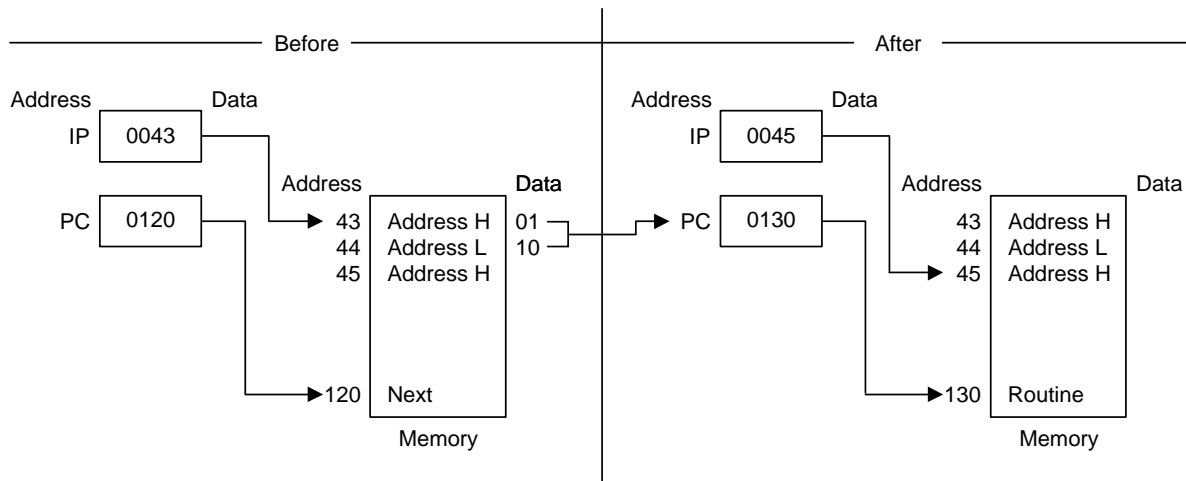 Before
Address Data
IP 0043
Address Data
PC 0120
43 Address H 01
44 Address L 10
45 Address H
120 Next
Memory
After
Address Data
IP 0045
Address Data
PC 0130
43 Address H
44 Address L
45 Address H
130 Routine
Memory